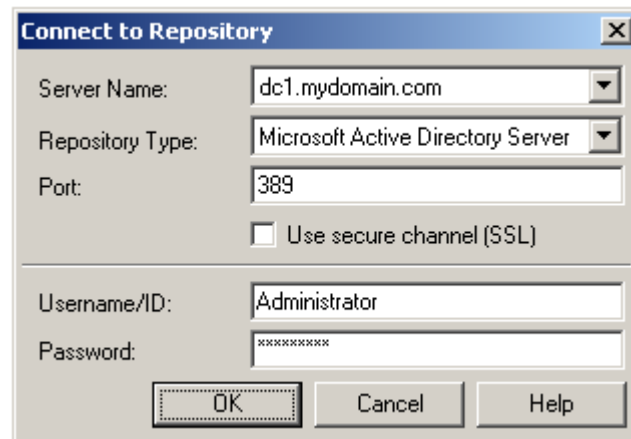 Connect to Repository
Server Name: dc1.mydomain.com
Repository Type: Microsoft Active Directory Server
Port: 389
Use secure channel (SSL)
Username/ID: Administrator
Password: *********
OK Cancel Help